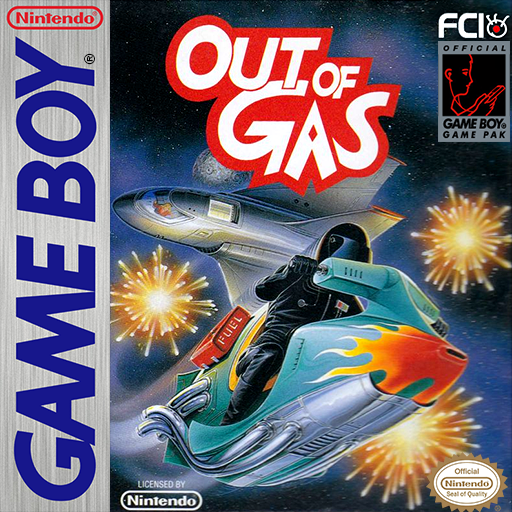 Nintendo
GAME BOY®
OUT OF
GAS
FCI
OFFICIAL
GAME BOY®
GAME PAK
FUEL
LICENSED BY
Nintendo
Official
Nintendo
Seal of Quality